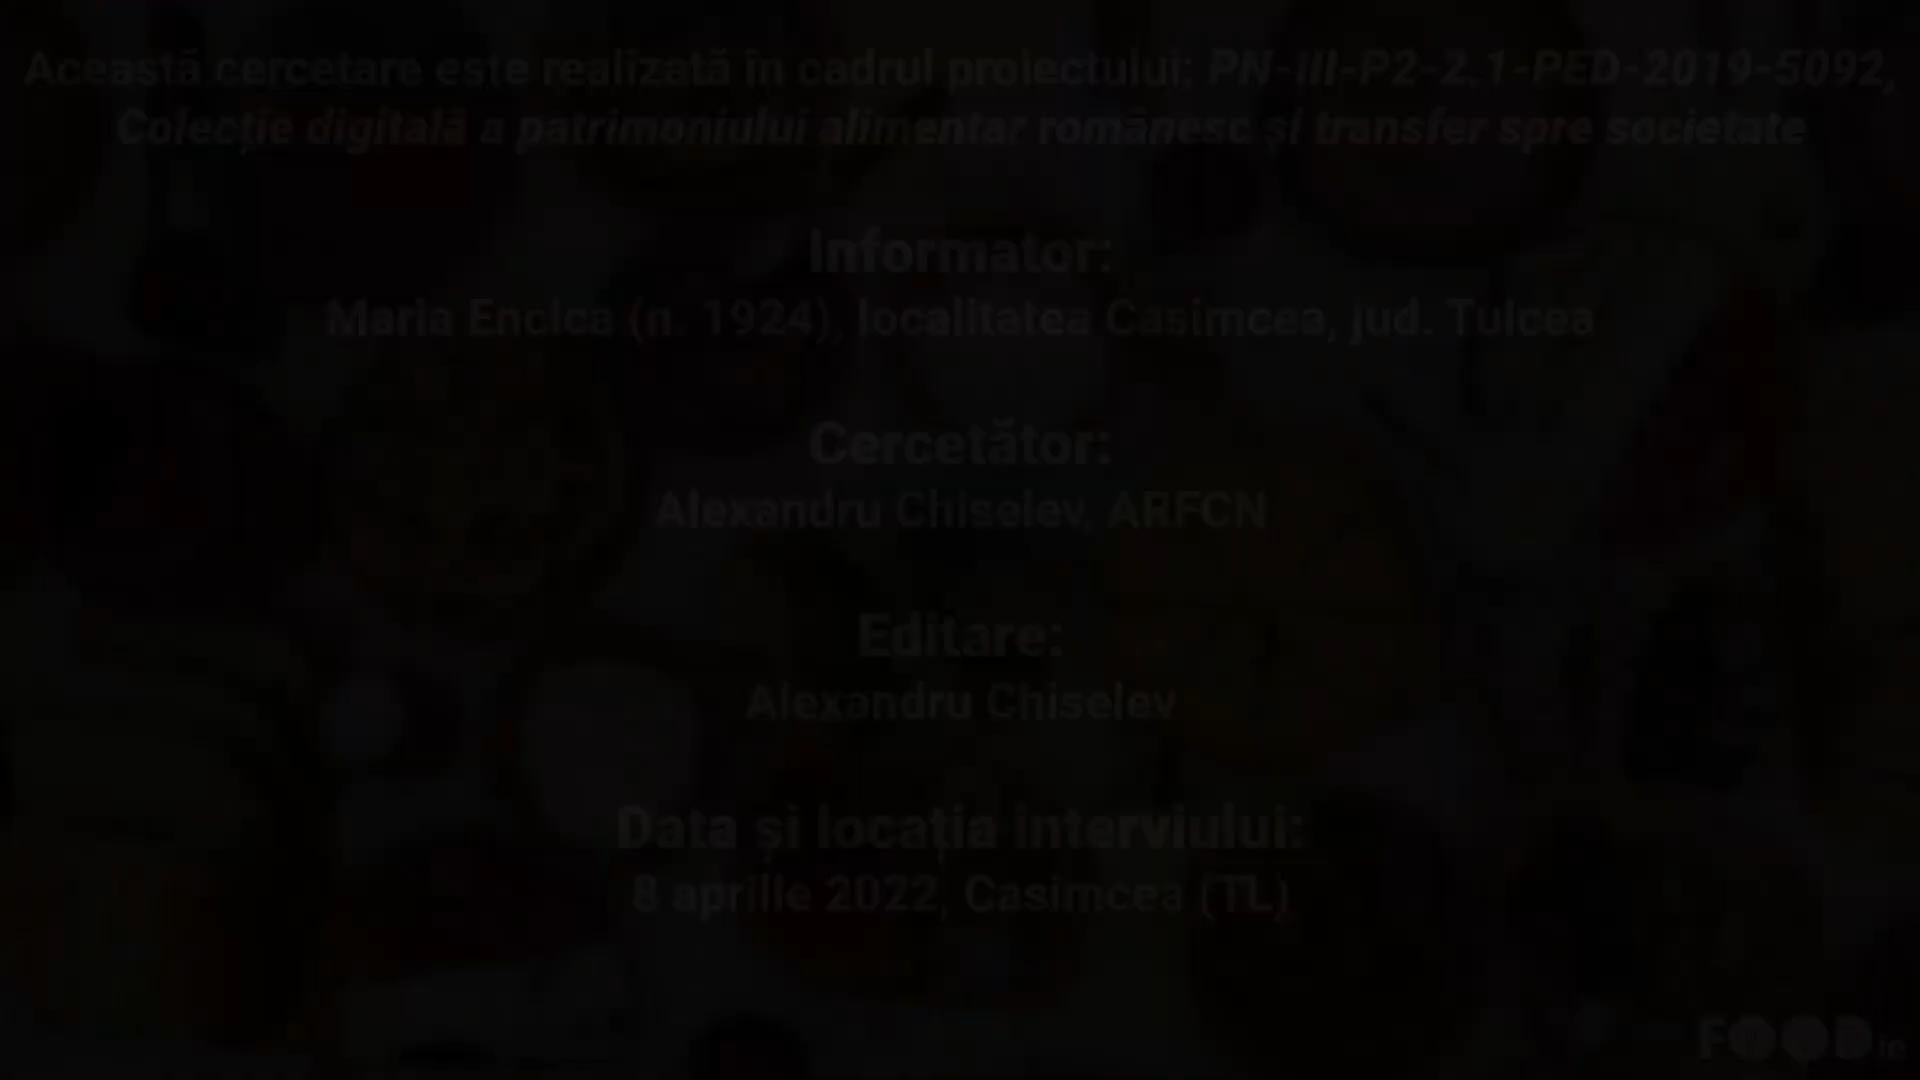 Această cercetare este realizată în cadrul proiectului: PN-III-P2-2.1-PED-2019-5092,
Colecție digitală a patrimoniului alimentar românesc și transfer spre societate
Informator:
Maria Encica (n. 1924), localitatea Casimcea, jud. Tulcea
Cercetător:
Alexandru Chiselev, ARFCN
Editare:
Alexandru Chiselev
Data și locația interviului:
8 aprilie 2022, Casimcea (TL)
FOOD